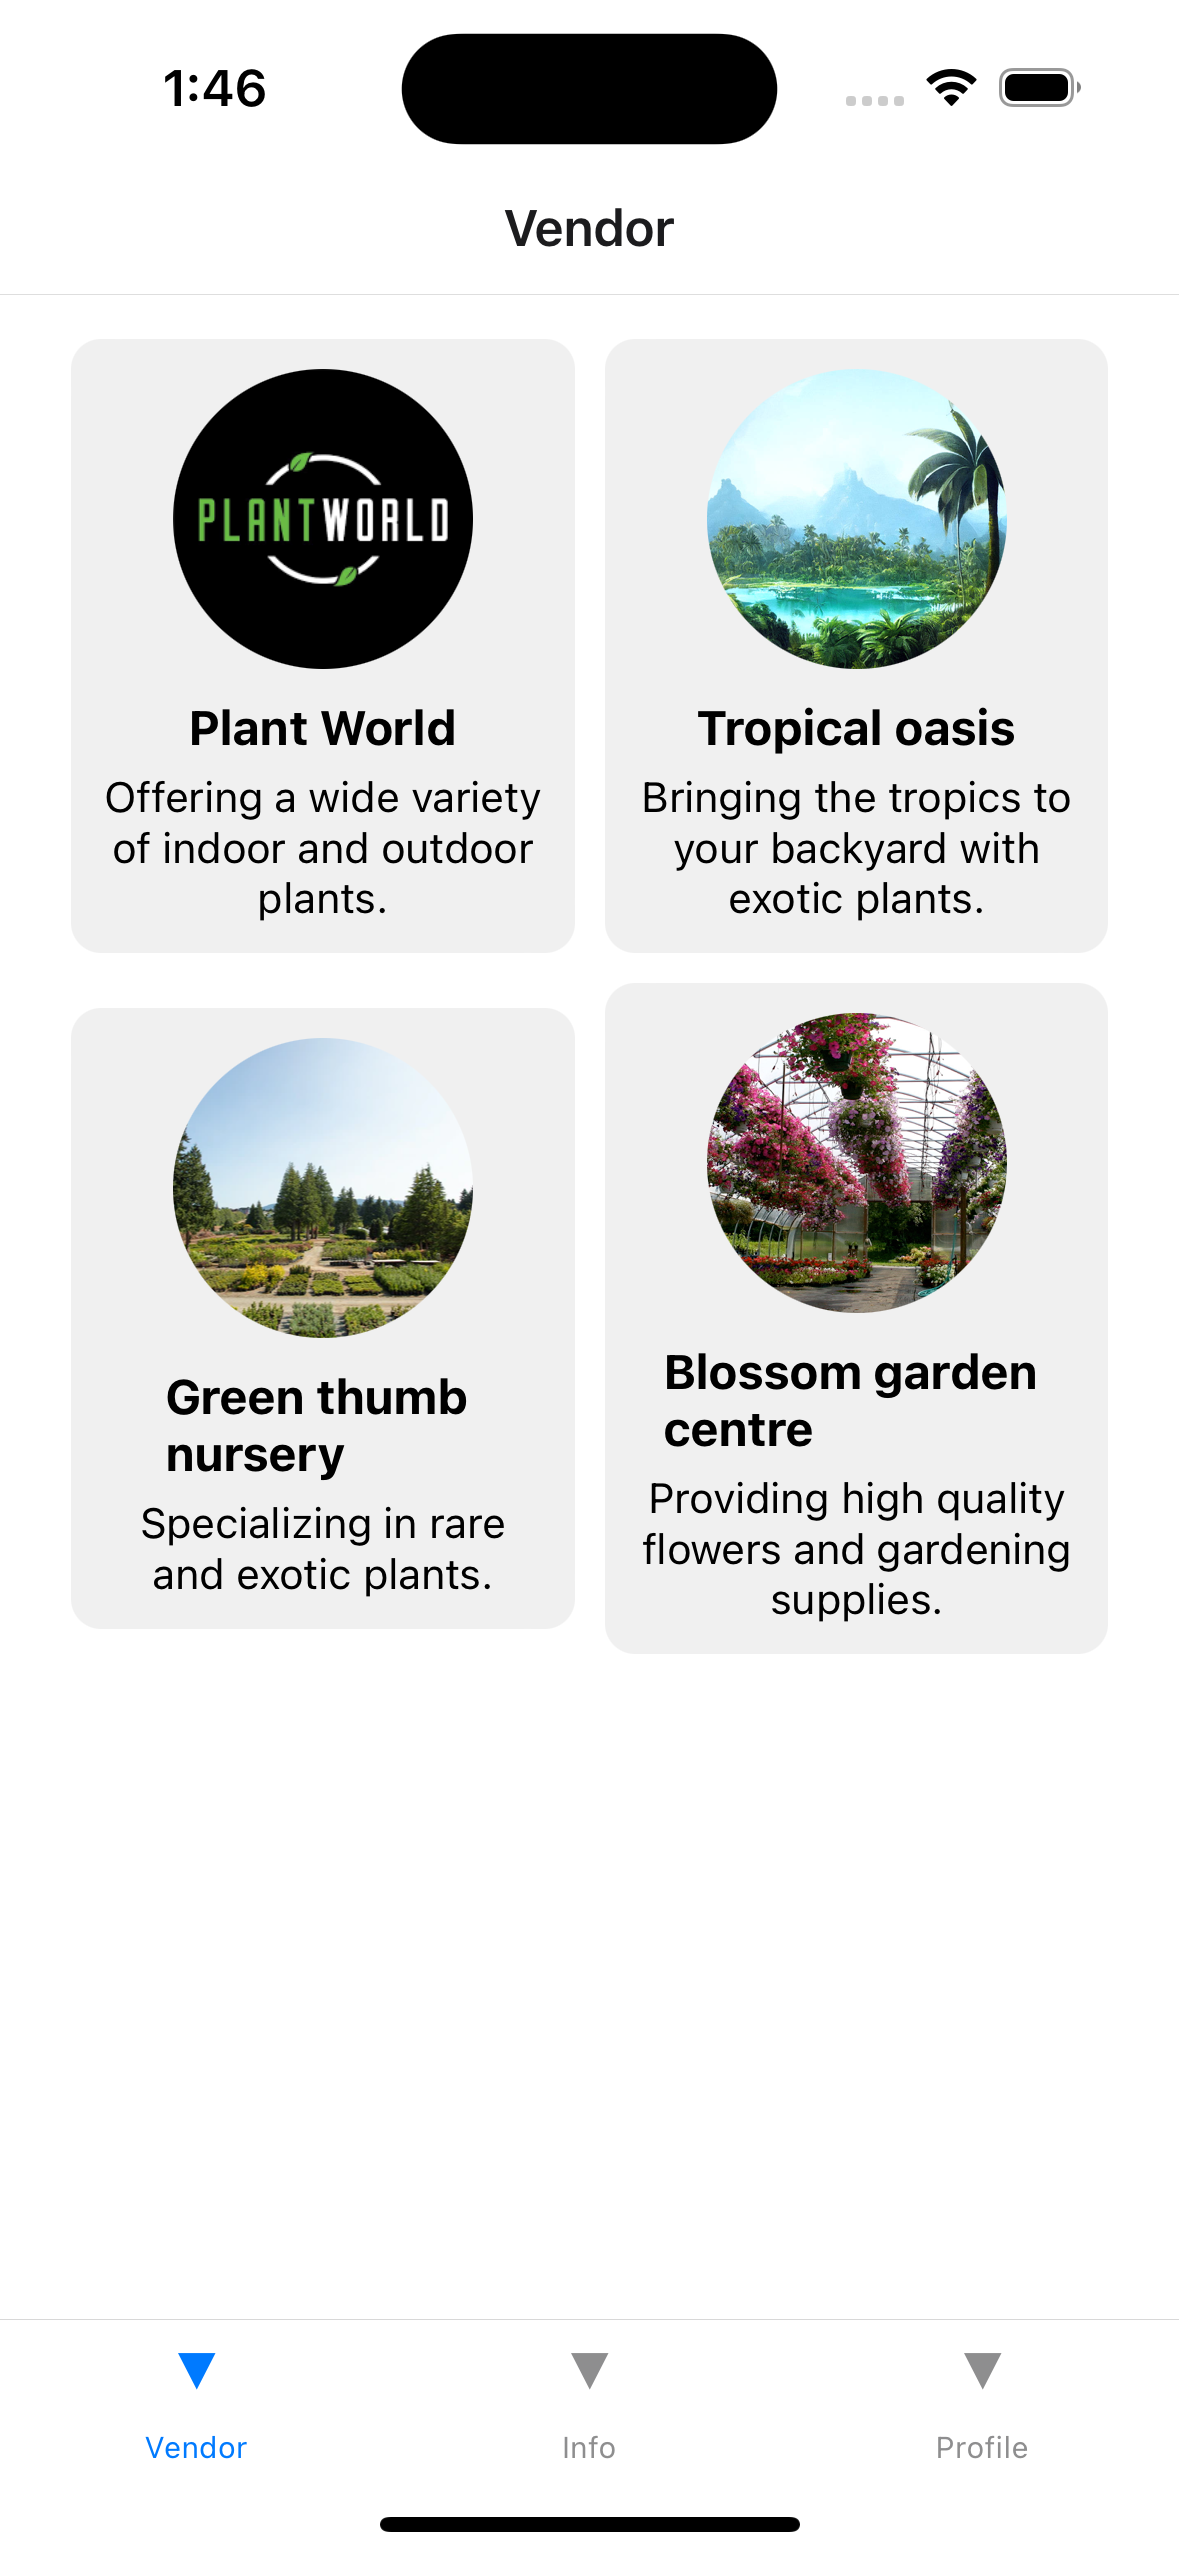 1:46
Vendor
PLANTWORLD
Plant World
Offering a wide variety
of indoor and outdoor
plants.
Tropical oasis
Bringing the tropics to
your backyard with
exotic plants.
Green thumb
nursery
Specializing in rare
and exotic plants.
Blossom garden
centre
Providing high quality
flowers and gardening
supplies.
Vendor
Info
Profile